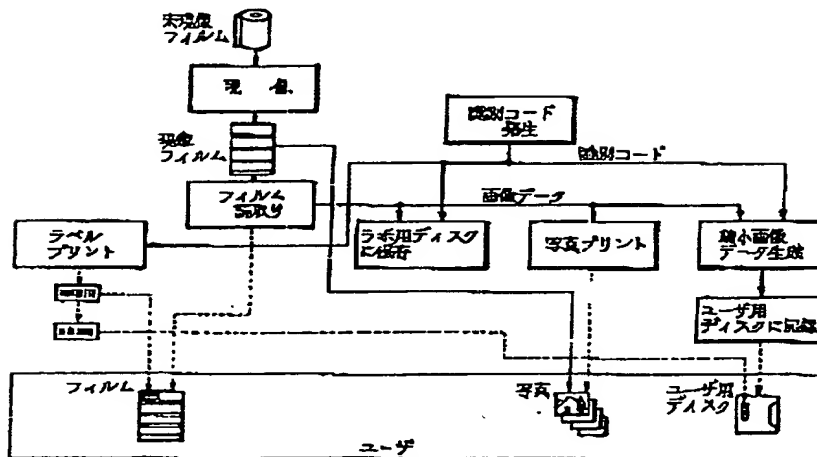 未現像
フィルム
現像
現像
フィルム
識別コード
発生
識別コード
フィルム
読取り
画像データ
ラベル
プリント
ラボ用ディスク
に保存
写真プリント
縮小画像
データ生成
ユーザ用
ディスクに記録
フィルム
写真
ユーザ用
ディスク
ユーザ